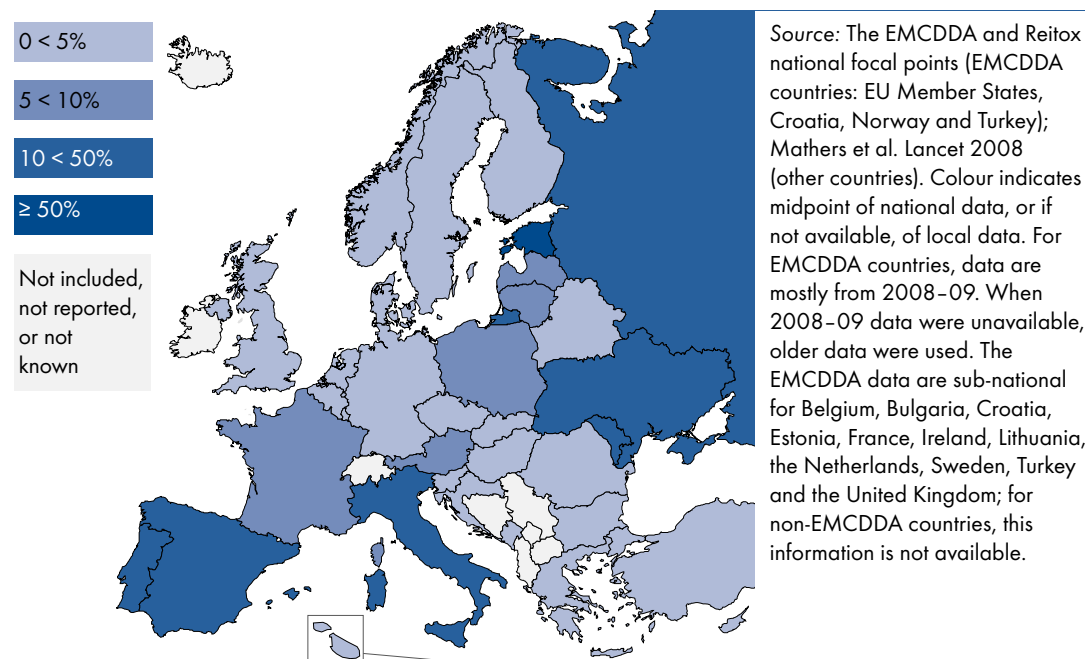 0 < 5%
5 < 10%
10 < 50%
≥ 50%
Not included,
not reported,
or not
known
Source: The EMCDDA and Reitox
national focal points (EMCDDA
countries: EU Member States,
Croatia, Norway and Turkey);
Mathers et al. Lancet 2008
(other countries). Colour indicates
midpoint of national data, or if
not available, of local data. For
EMCDDA countries, data are
mostly from 2008–09. When
2008–09 data were unavailable,
older data were used. The
EMCDDA data are sub-national
for Belgium, Bulgaria, Croatia,
Estonia, France, Ireland, Lithuania,
the Netherlands, Sweden, Turkey
and the United Kingdom; for
non-EMCDDA countries, this
information is not available.